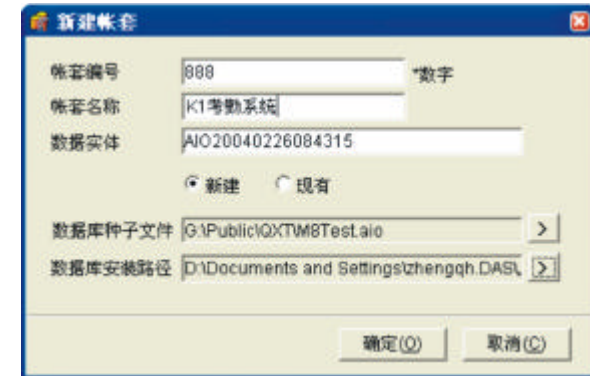 新建帐套
帐套编号 888 *数字
帐套名称 K1考勤系统
数据实体 AIO20040226084315
新建 现有
数据库种子文件 G:\Public\QXT\M8Test.aio >
数据库安装路径 D:\Documents and Settings\zhengqh.DAS\ >
确定(O) 取消(C)